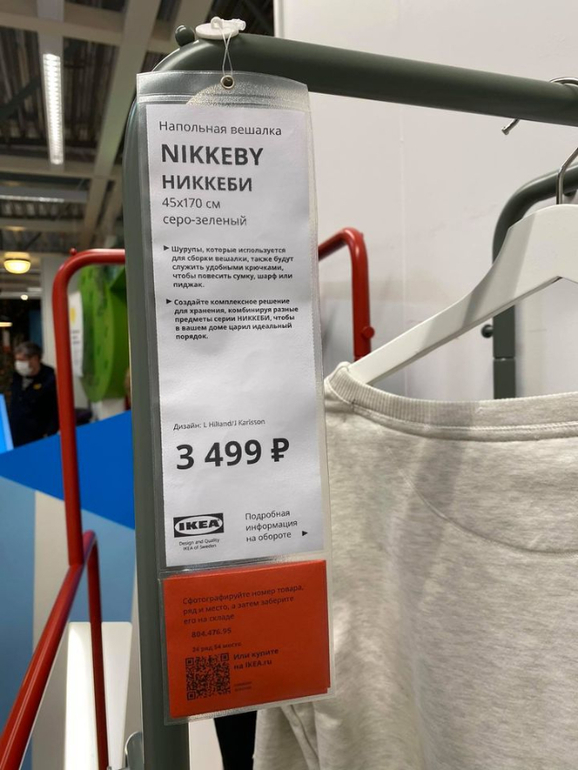 Напольная вешалка
NIKKEBY
НИККЕБИ
45x170 см
серо-зеленый
Шурупы, которые используется
для сборки вешалки, также будут
служить удобными крючками,
чтобы повесить сумку, шарф или
пиджак.
Создайте комплексное решение
для хранения, комбинируя разные
предметы серии НИККЕБИ, чтобы
в вашем доме царил идеальный
порядок.
Дизайн: L Hilland/J Karlsson
3 499 ₽
IKEA
Design and Quality
IKEA of Sweden
Подробная
информация
на обороте
Сфотографируйте номер товара,
ряд и место, а затем заберите
его на складе
804.476.95
ряд место
Или купите
на IKEA.ru